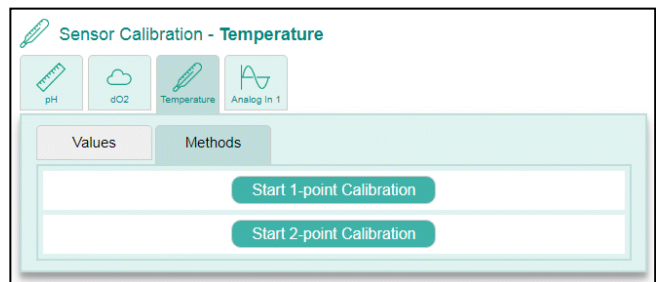 Sensor Calibration - Temperature
pH dO2 Temperature Analog In 1
Values Methods
Start 1-point Calibration
Start 2-point Calibration